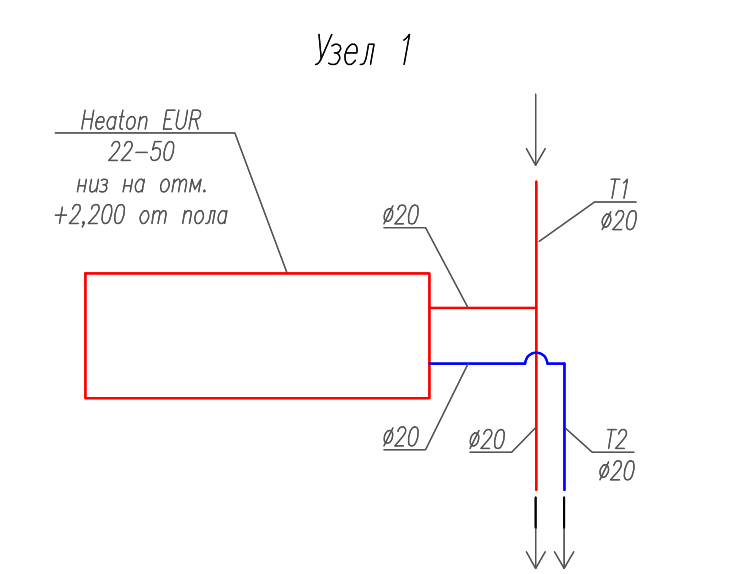 Узел 1
Heaton EUR
22-50
низ на отм.
+2,200 от пола
ø20
T1
ø20
ø20
ø20
T2
ø20